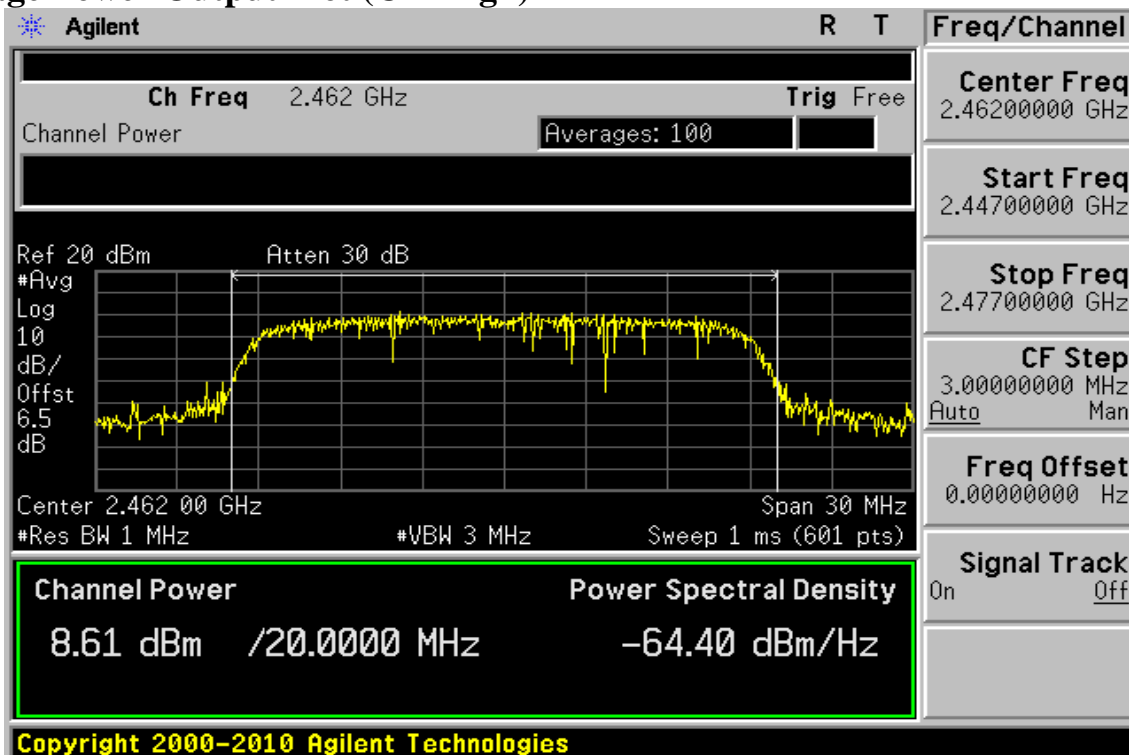 Agilent R T
Freq/Channel
Ch Freq 2.462 GHz Trig Free
Channel Power Averages: 100
Ref 20 dBm Atten 30 dB
#Avg
Log
10
dB/
Offst
6.5
dB
Center 2.462 00 GHz Span 30 MHz
#Res BW 1 MHz #VBW 3 MHz Sweep 1 ms (601 pts)
Channel Power Power Spectral Density
8.61 dBm /20.0000 MHz -64.40 dBm/Hz
Center Freq
2.46200000 GHz
Start Freq
2.44700000 GHz
Stop Freq
2.47700000 GHz
CF Step
3.00000000 MHz
Auto Man
Freq Offset
0.00000000 Hz
Signal Track
On Off
Copyright 2000-2010 Agilent Technologies